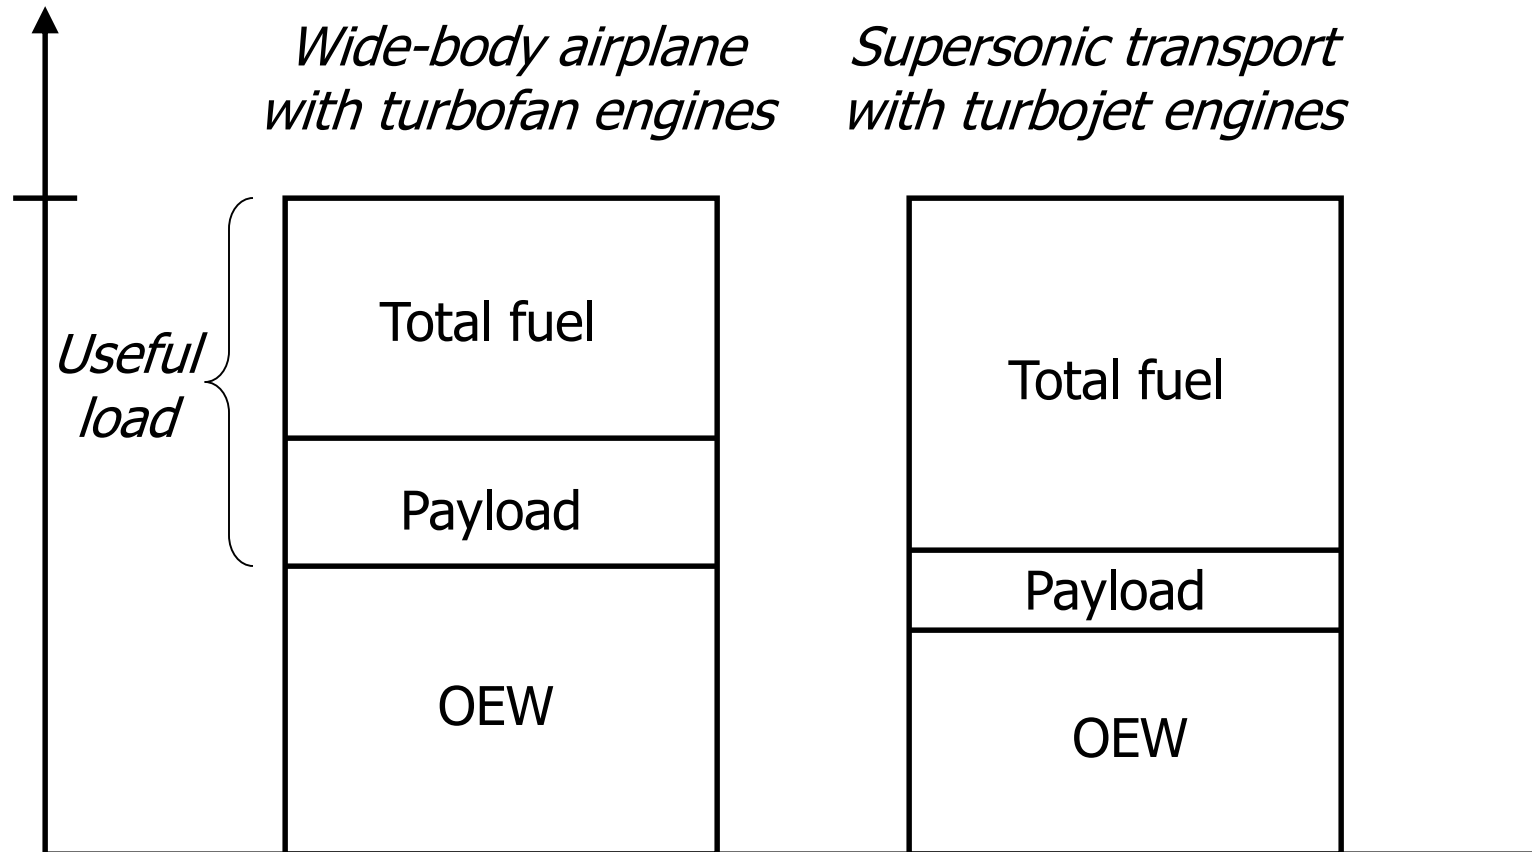 Wide-body airplane
with turbofan engines
Supersonic transport
with turbojet engines
Useful
load
Total fuel
Payload
OEW
Total fuel
Payload
OEW